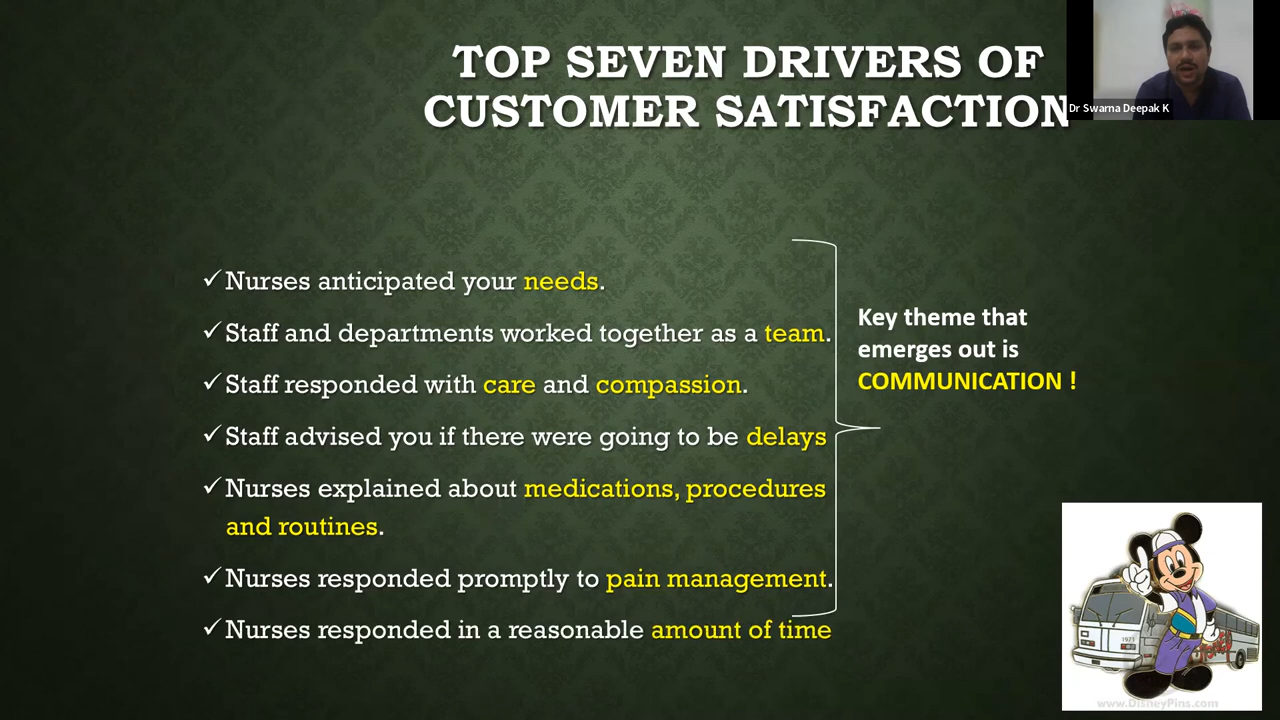 TOP SEVEN DRIVERS OF
CUSTOMER SATISFACTION
Dr Swarna Deepak K
✓ Nurses anticipated your needs.
✓ Staff and departments worked together as a team.
✓ Staff responded with care and compassion.
✓ Staff advised you if there were going to be delays
✓ Nurses explained about medications, procedures
and routines.
✓ Nurses responded promptly to pain management.
✓ Nurses responded in a reasonable amount of time
Key theme that
emerges out is
COMMUNICATION !
1973
www.DisneyPins.com